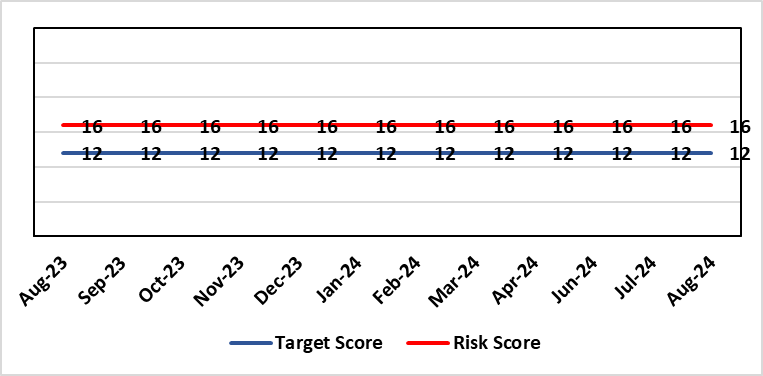 16 16 16 16 16 16 16 16 16 16 16 16
12 12 12 12 12 12 12 12 12 12 12 12
Aug-23 Sep-23 Oct-23 Nov-23 Dec-23 Jan-24 Feb-24 Mar-24 Apr-24 Jun-24 Jul-24 Aug-24
Target Score Risk Score